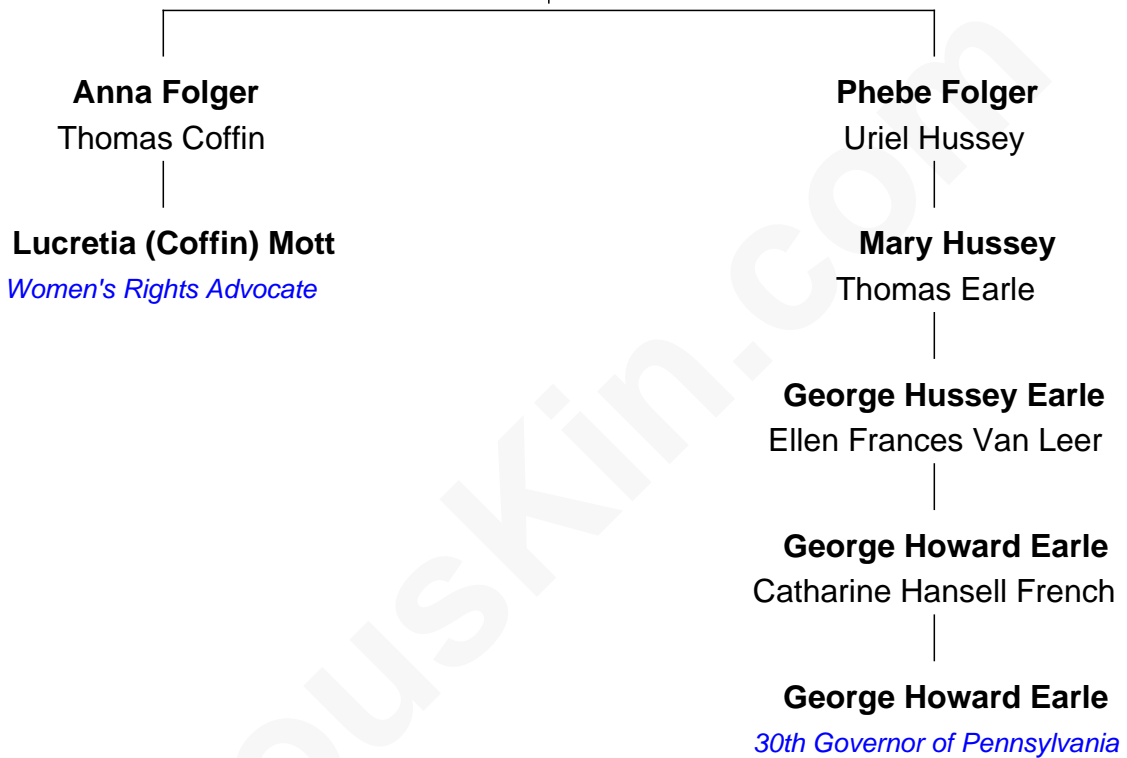 Anna Folger
Thomas Coffin
Phebe Folger
Uriel Hussey
Lucretia (Coffin) Mott
Women's Rights Advocate
Mary Hussey
Thomas Earle
George Hussey Earle
Ellen Frances Van Leer
George Howard Earle
Catharine Hansell French
George Howard Earle
30th Governor of Pennsylvania
ousKin.com